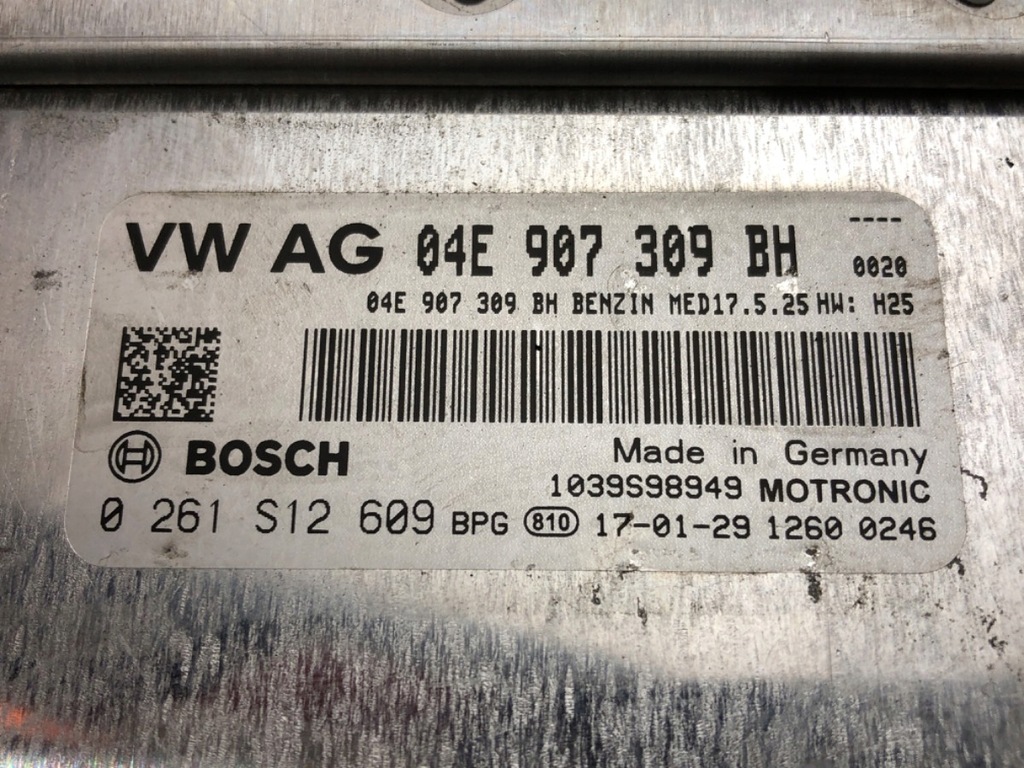 VW AG 04E 907 309 BH ----
0020
04E 907 309 BH BENZIN MED17.5.25 HW: H25
BOSCH
Made in Germany
1039S98949 MOTRONIC
0 261 S12 609 BPG 810 17-01-29 1260 0246